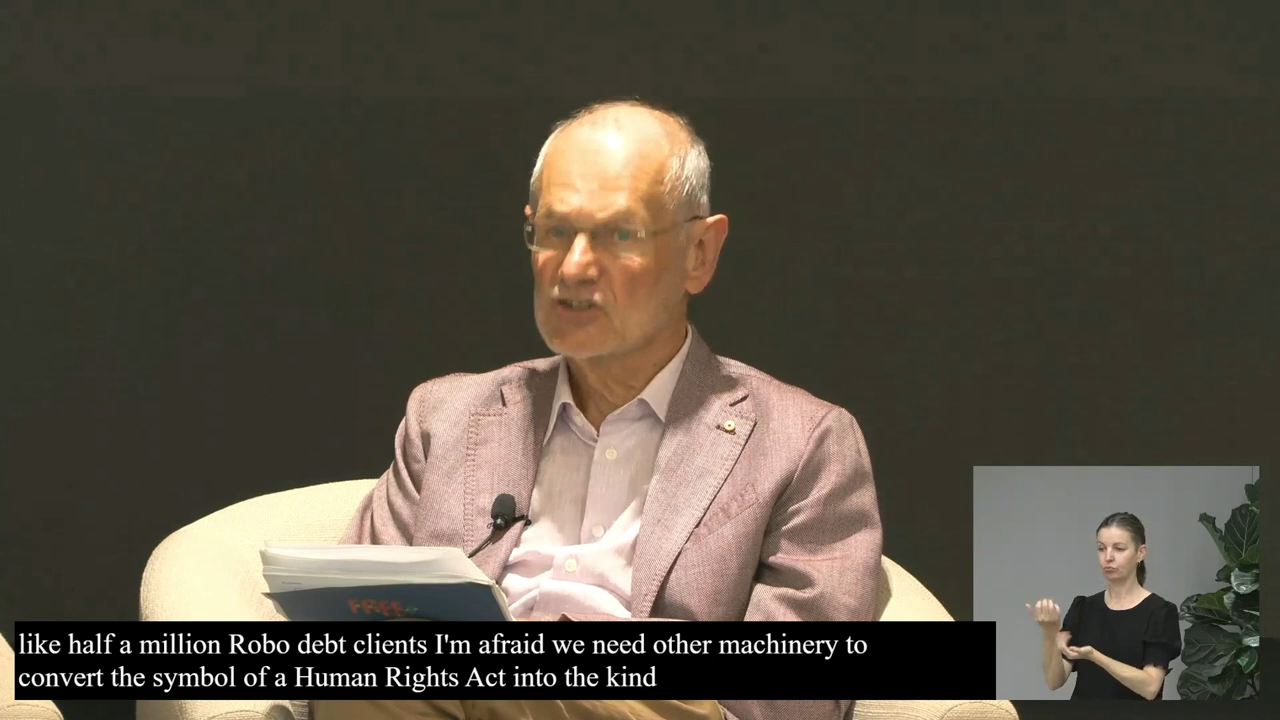 FREE
like half a million Robo debt clients I'm afraid we need other machinery to
convert the symbol of a Human Rights Act into the kind